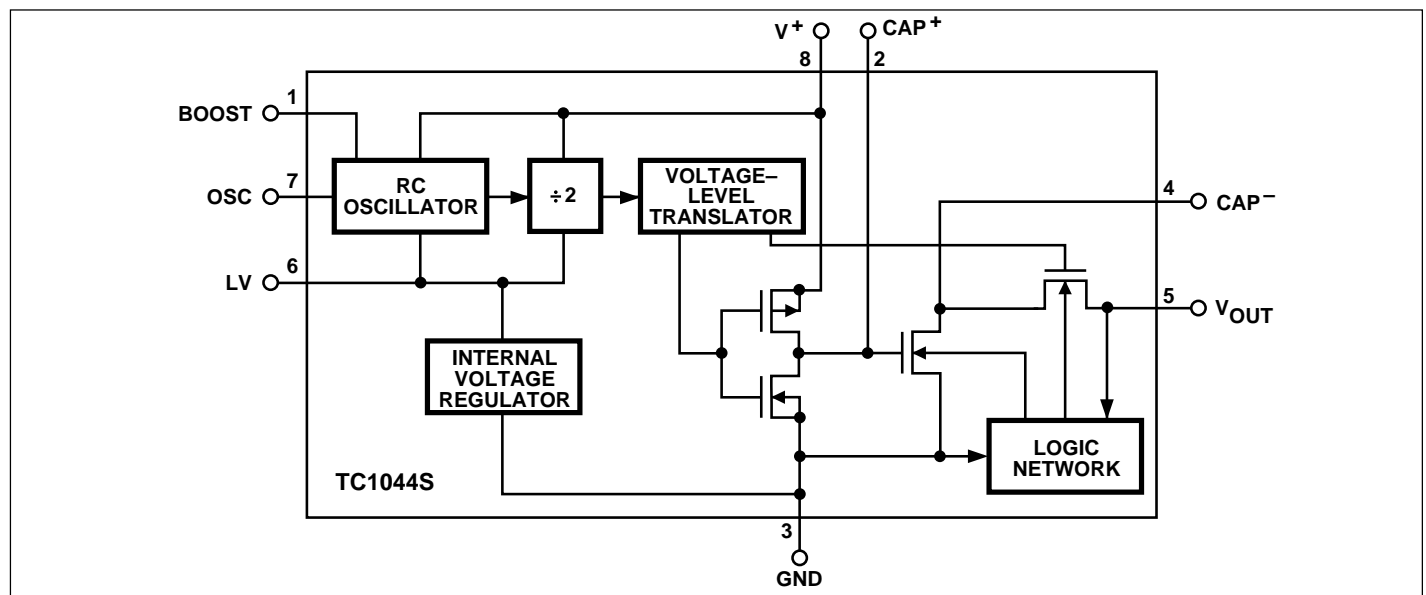 V+
CAP+
8
2
1
BOOST
7
OSC
RC
OSCILLATOR
÷2
VOLTAGE–
LEVEL
TRANSLATOR
4
CAP−
6
LV
5
VOUT
INTERNAL
VOLTAGE
REGULATOR
LOGIC
NETWORK
TC1044S
3
GND